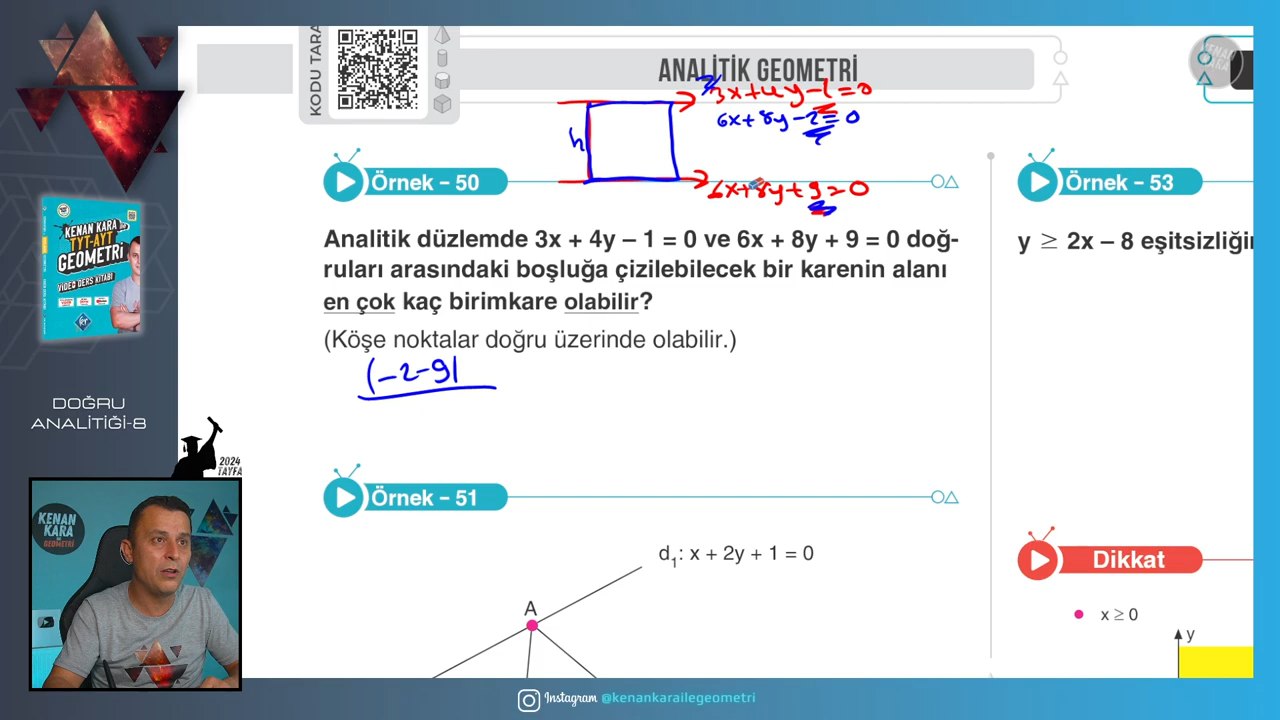 KODU TARA
ANALİTİK GEOMETRİ
3x+4y-1=0
6x+8y-2=0
h
6x+8y+9=0
KENAN KARA
Örnek – 50
Analitik düzlemde 3x + 4y – 1 = 0 ve 6x + 8y + 9 = 0 doğ-
ruları arasındaki boşluğa çizilebilecek bir karenin alanı
en çok kaç birimkare olabilir?
(Köşe noktalar doğru üzerinde olabilir.)
|-2-9|
Örnek – 51
d1: x + 2y + 1 = 0
A
Örnek – 53
y ≥ 2x – 8 eşitsizliğin
Dikkat
x ≥ 0
y
KENAN KARA
TYT-AYT
GEOMETRİ
VİDEO DERS KİTABI
DOĞRU
ANALİTİĞİ-8
2024
TAYFA
KENAN
KARA
GEOMETRİ
Instagram @kenankarailegeometri